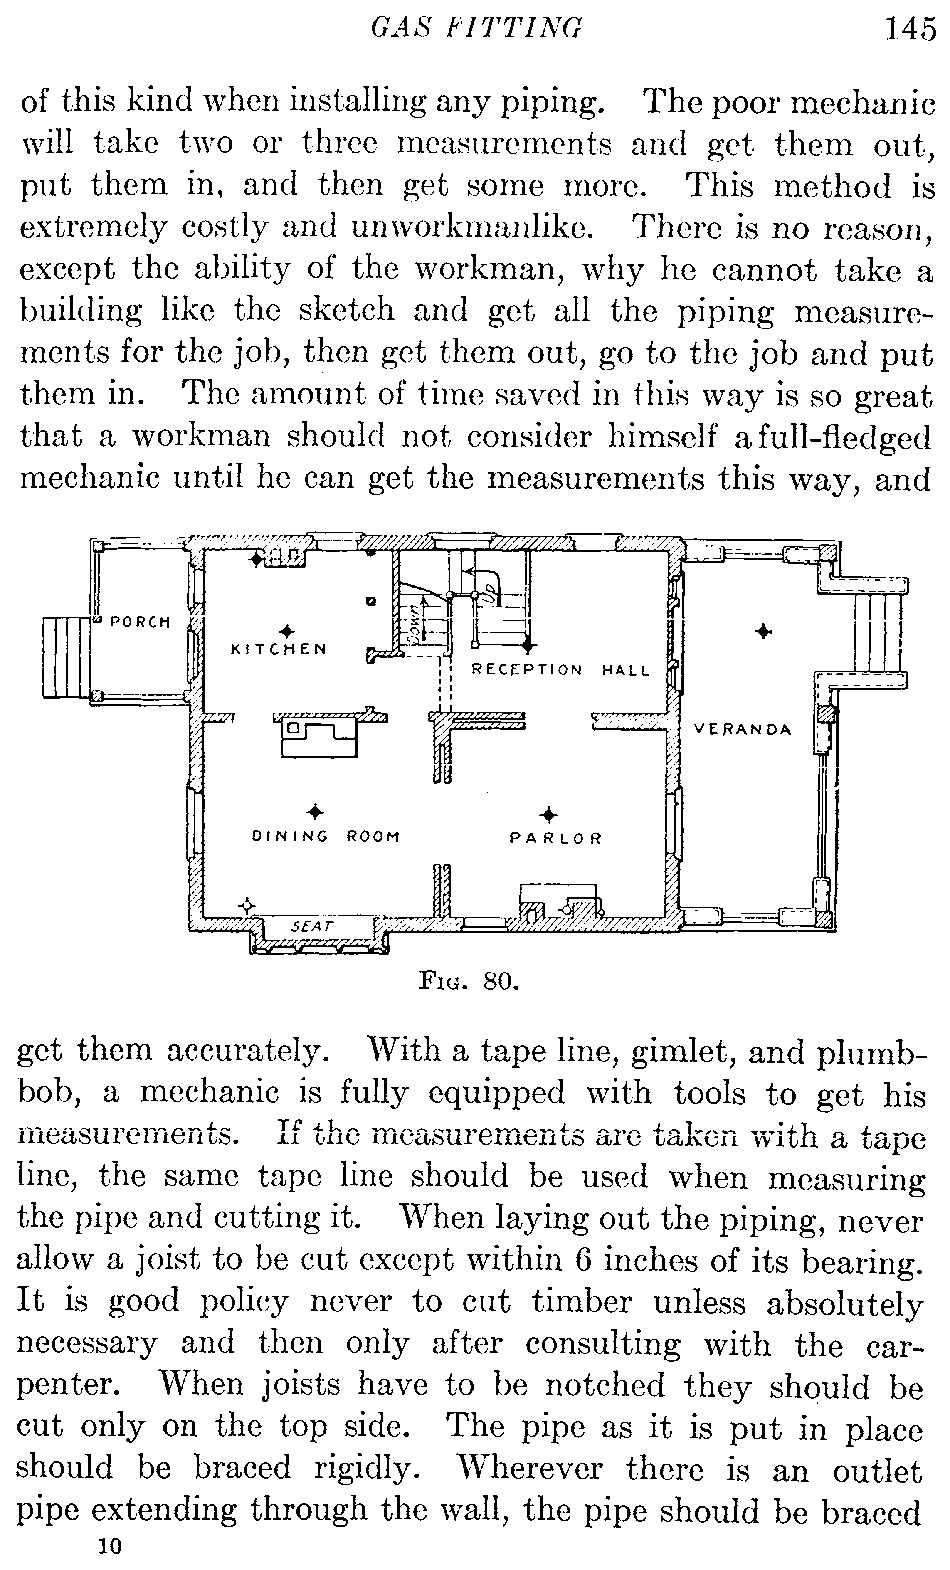 GAS FITTING 145
of this kind when installing any piping. The poor mechanic
will take two or three measurements and get them out,
put them in, and then get some more. This method is
extremely costly and unworkmanlike. There is no reason,
except the ability of the workman, why he cannot take a
building like the sketch and get all the piping measure-
ments for the job, then get them out, go to the job and put
them in. The amount of time saved in this way is so great
that a workman should not consider himself a full-fledged
mechanic until he can get the measurements this way, and
PORCH
KITCHEN
Down
Up
RECEPTION HALL
VERANDA
DINING ROOM
PARLOR
SEAT
FIG. 80.
get them accurately. With a tape line, gimlet, and plumb-
bob, a mechanic is fully equipped with tools to get his
measurements. If the measurements are taken with a tape
line, the same tape line should be used when measuring
the pipe and cutting it. When laying out the piping, never
allow a joist to be cut except within 6 inches of its bearing.
It is good policy never to cut timber unless absolutely
necessary and then only after consulting with the car-
penter. When joists have to be notched they should be
cut only on the top side. The pipe as it is put in place
should be braced rigidly. Wherever there is an outlet
pipe extending through the wall, the pipe should be braced
10